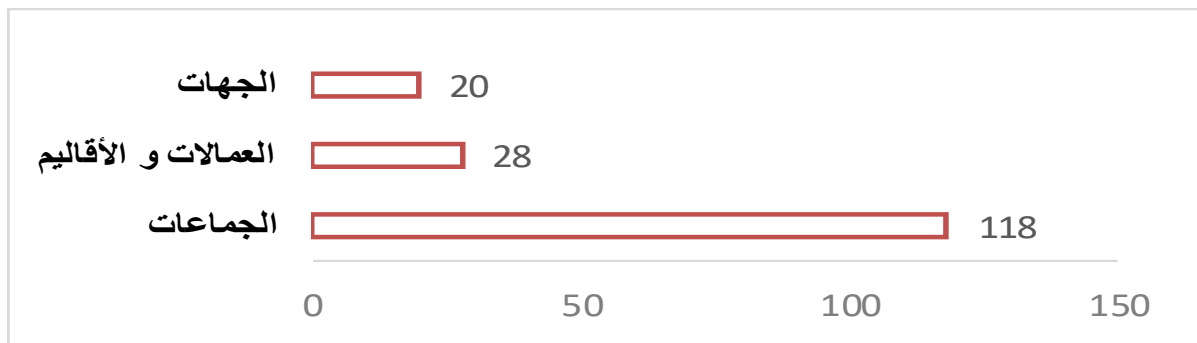 الجهات 20
العمالات و الأقاليم 28
الجماعات 118
0 50 100 150